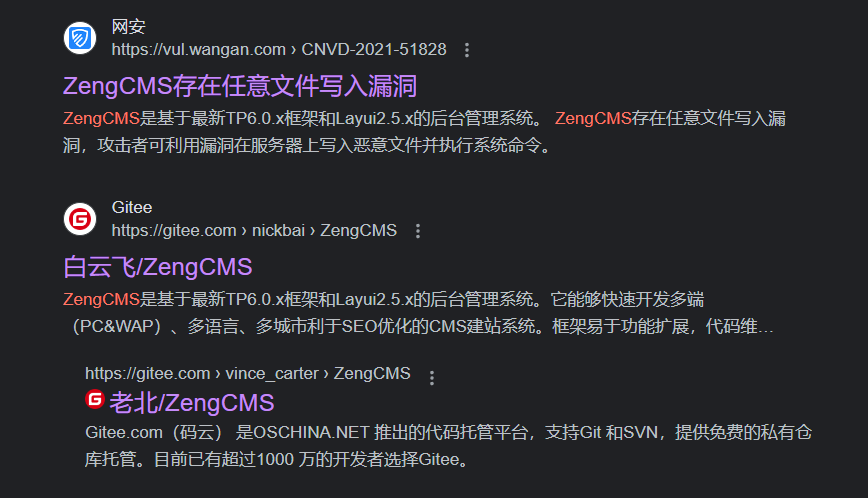 网安
https://vul.wangan.com › CNVD-2021-51828
ZengCMS存在任意文件写入漏洞
ZengCMS是基于最新TP6.0.x框架和Layui2.5.x的后台管理系统。 ZengCMS存在任意文件写入漏
洞，攻击者可利用漏洞在服务器上写入恶意文件并执行系统命令。
Gitee
https://gitee.com › nickbai › ZengCMS
白云飞/ZengCMS
ZengCMS是基于最新TP6.0.x框架和Layui2.5.x的后台管理系统。它能够快速开发多端
（PC&WAP）、多语言、多城市利于SEO优化的CMS建站系统。框架易于功能扩展，代码维...
https://gitee.com › vince_carter › ZengCMS
老北/ZengCMS
Gitee.com（码云） 是OSCHINA.NET 推出的代码托管平台，支持Git 和SVN，提供免费的私有仓
库托管。目前已有超过1000 万的开发者选择Gitee。